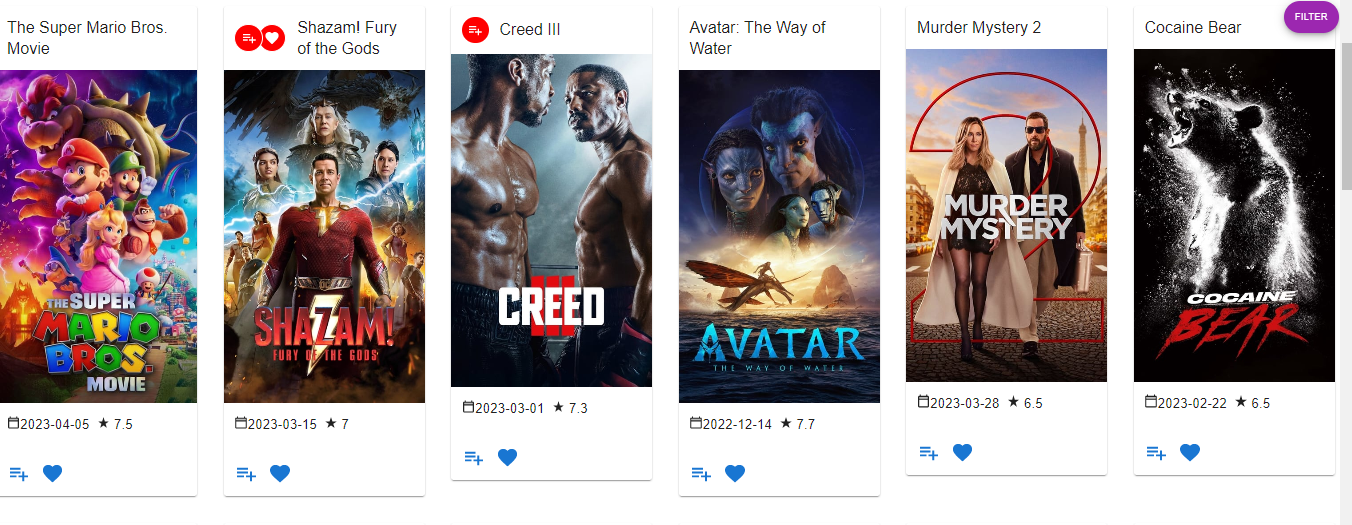 The Super Mario Bros.
Movie
THE SUPER
MARIO
BROS.
MOVIE
2023-04-05 ★ 7.5
Shazam! Fury
of the Gods
SHAZAM!
FURY OF THE GODS
2023-03-15 ★ 7
Creed III
CREED
III
2023-03-01 ★ 7.3
Avatar: The Way of
Water
AVATAR
THE WAY OF WATER
2022-12-14 ★ 7.7
Murder Mystery 2
2
MURDER
MYSTERY
2023-03-28 ★ 6.5
Cocaine Bear
COCAINE
BEAR
2023-02-22 ★ 6.5
FILTER